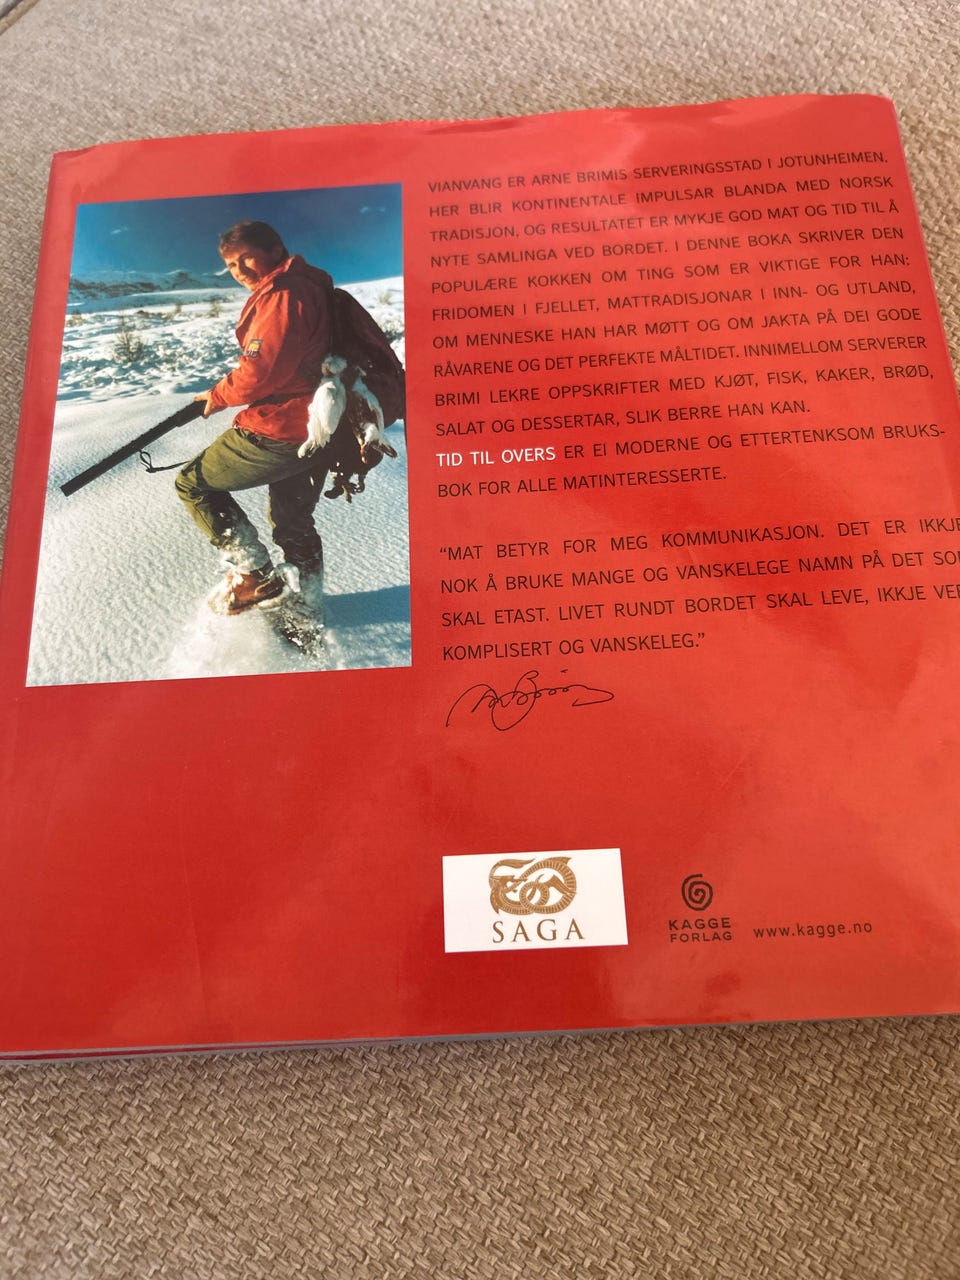 VIANVANG ER ARNE BRIMIS SERVERINGSSTAD I JOTUNHEIMEN.
HER BLIR KONTINENTALE IMPULSAR BLANDA MED NORSK
TRADISJON, OG RESULTATET ER MYKJE GOD MAT OG TID TIL Å
NYTE SAMLINGA VED BORDET. I DENNE BOKA SKRIVER DEN
POPULÆRE KOKKEN OM TING SOM ER VIKTIGE FOR HAN:
FRIDOMEN I FJELLET, MATTRADISJONAR I INN- OG UTLAND,
OM MENNESKE HAN HAR MØTT OG OM JAKTA PÅ DEI GODE
RÅVARENE OG DET PERFEKTE MÅLTIDET. INNIMELLOM SERVERER
BRIMI LEKRE OPPSKRIFTER MED KJØT, FISK, KAKER, BRØD,
SALAT OG DESSERTAR, SLIK BERRE HAN KAN.
TID TIL OVERS ER EI MODERNE OG ETTERTENKSOM BRUKS-
BOK FOR ALLE MATINTERESSERTE.
“MAT BETYR FOR MEG KOMMUNIKASJON. DET ER IKKJE
NOK Å BRUKE MANGE OG VANSKELEGE NAMN PÅ DET
SKAL ETAST. LIVET RUNDT BORDET SKAL LEVE, IKKJE
KOMPLISERT OG VANSKELEG.”
SAGA
KAGGE
FORLAG
www.kagge.no